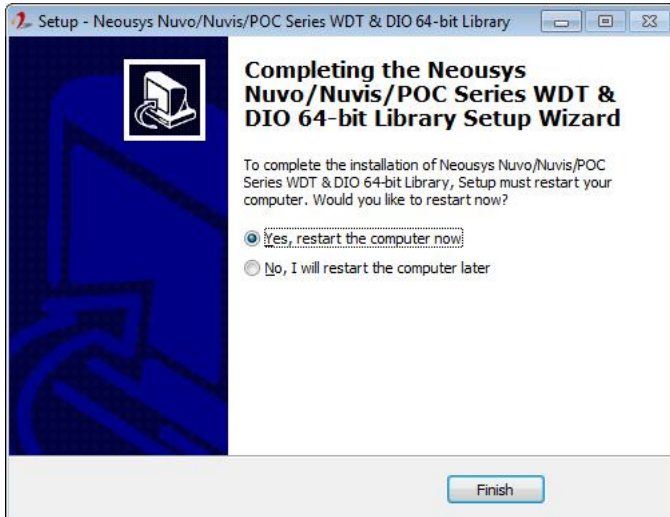 Setup - Neousys Nuvo/Nuvis/POC Series WDT & DIO 64-bit Library
Completing the Neousys
Nuvo/Nuvis/POC Series WDT &
DIO 64-bit Library Setup Wizard
To complete the installation of Neousys Nuvo/Nuvis/POC
Series WDT & DIO 64-bit Library, Setup must restart your
computer. Would you like to restart now?
Yes, restart the computer now
No, I will restart the computer later
Finish